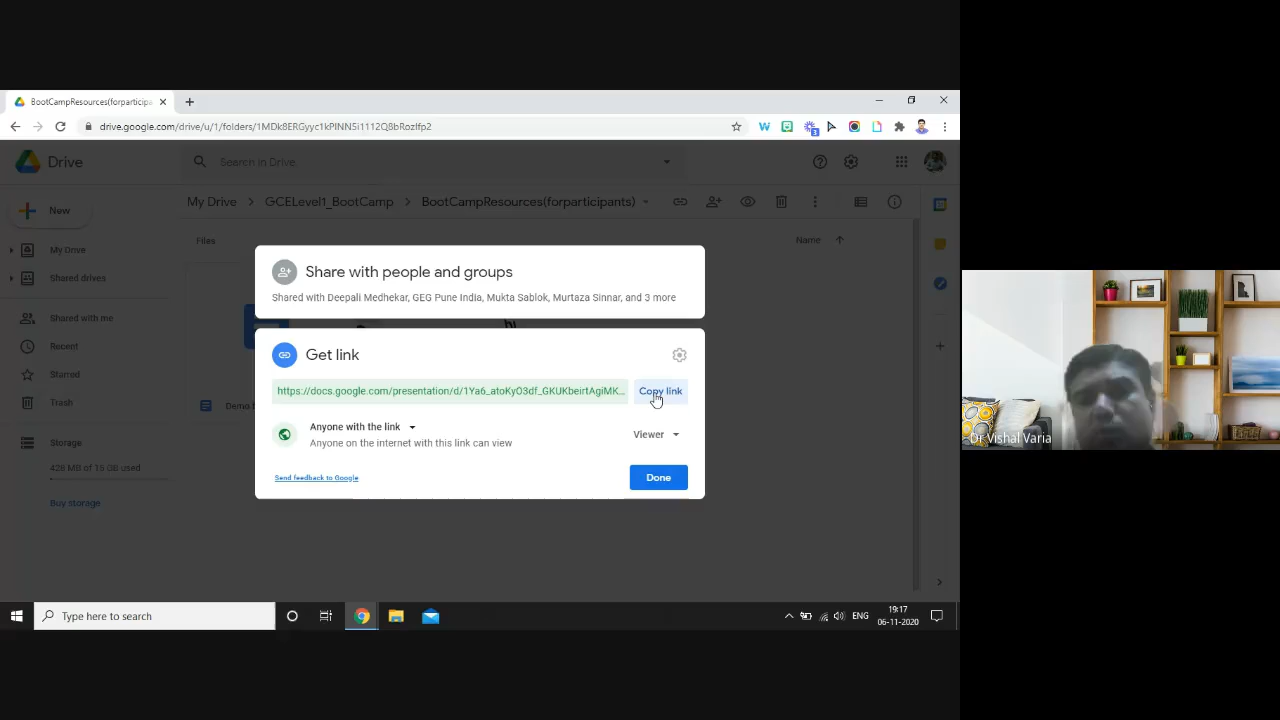 BootCampResources(forparticipa
drive.google.com/drive/u/1/folders/1MDk8ERGyyc1kPlNN5i1112Q8bRozIfp2
Drive
Search in Drive
New
My Drive
GCELevel1_BootCamp
BootCampResources(forparticipants)
My Drive
Shared drives
Shared with me
Recent
Starred
Trash
Storage
428 MB of 15 GB used
Buy storage
Files
Name
Share with people and groups
Shared with Deepali Medhekar, GEG Pune India, Mukta Sablok, Murtaza Sinnar, and 3 more
Get link
https://docs.google.com/presentation/d/1Ya6_atoKyO3df_GKUKbeirtAgiMK...
Copy link
Anyone with the link
Anyone on the internet with this link can view
Viewer
Send feedback to Google
Done
Demo
Type here to search
ENG
19:17
06-11-2020
Dr Vishal Varia